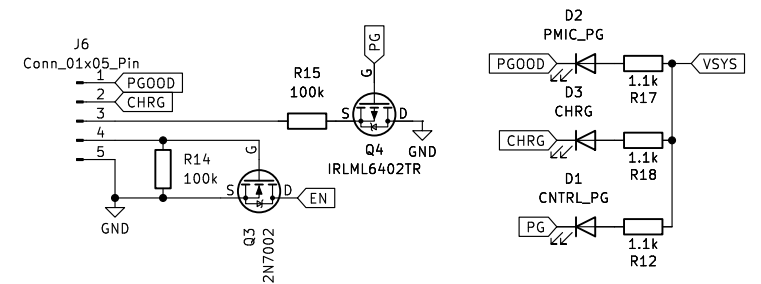 J6
Conn_01x05_Pin
1
PGOOD
2
CHRG
3
4
5
GND
R14
100k
R15
100k
PG
G
S
D
Q4
IRLML6402TR
GND
G
S
D
EN
Q3
2N7002
D2
PMIC_PG
PGOOD
1.1k
R17
VSYS
D3
CHRG
CHRG
1.1k
R18
D1
CNTRL_PG
PG
1.1k
R12